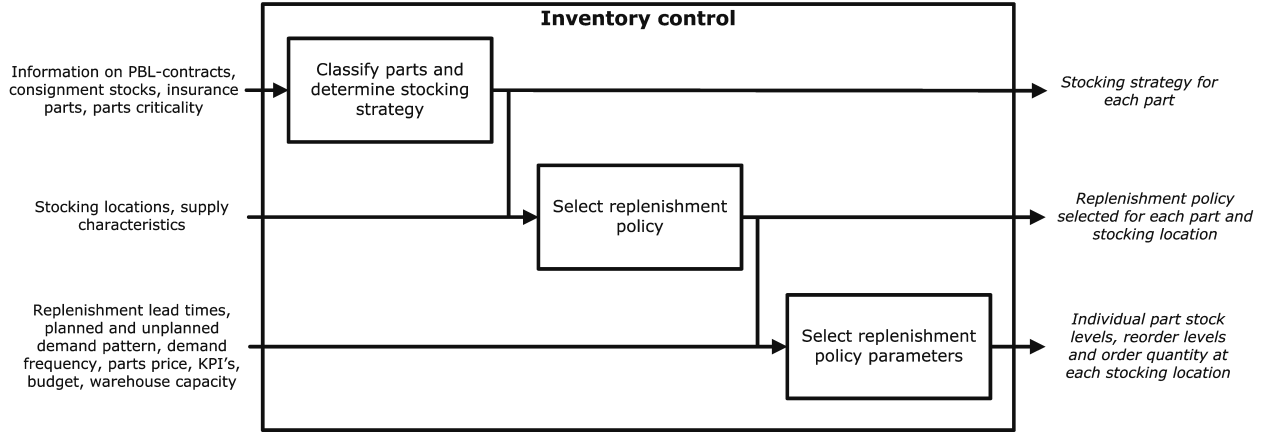 Inventory control
Information on PBL-contracts,
consignment stocks, insurance
parts, parts criticality
Classify parts and
determine stocking
strategy
Stocking strategy for
each part
Stocking locations, supply
characteristics
Select replenishment
policy
Replenishment policy
selected for each part and
stocking location
Replenishment lead times,
planned and unplanned
demand pattern, demand
frequency, parts price, KPI's,
budget, warehouse capacity
Select replenishment
policy parameters
Individual part stock
levels, reorder levels
and order quantity at
each stocking location